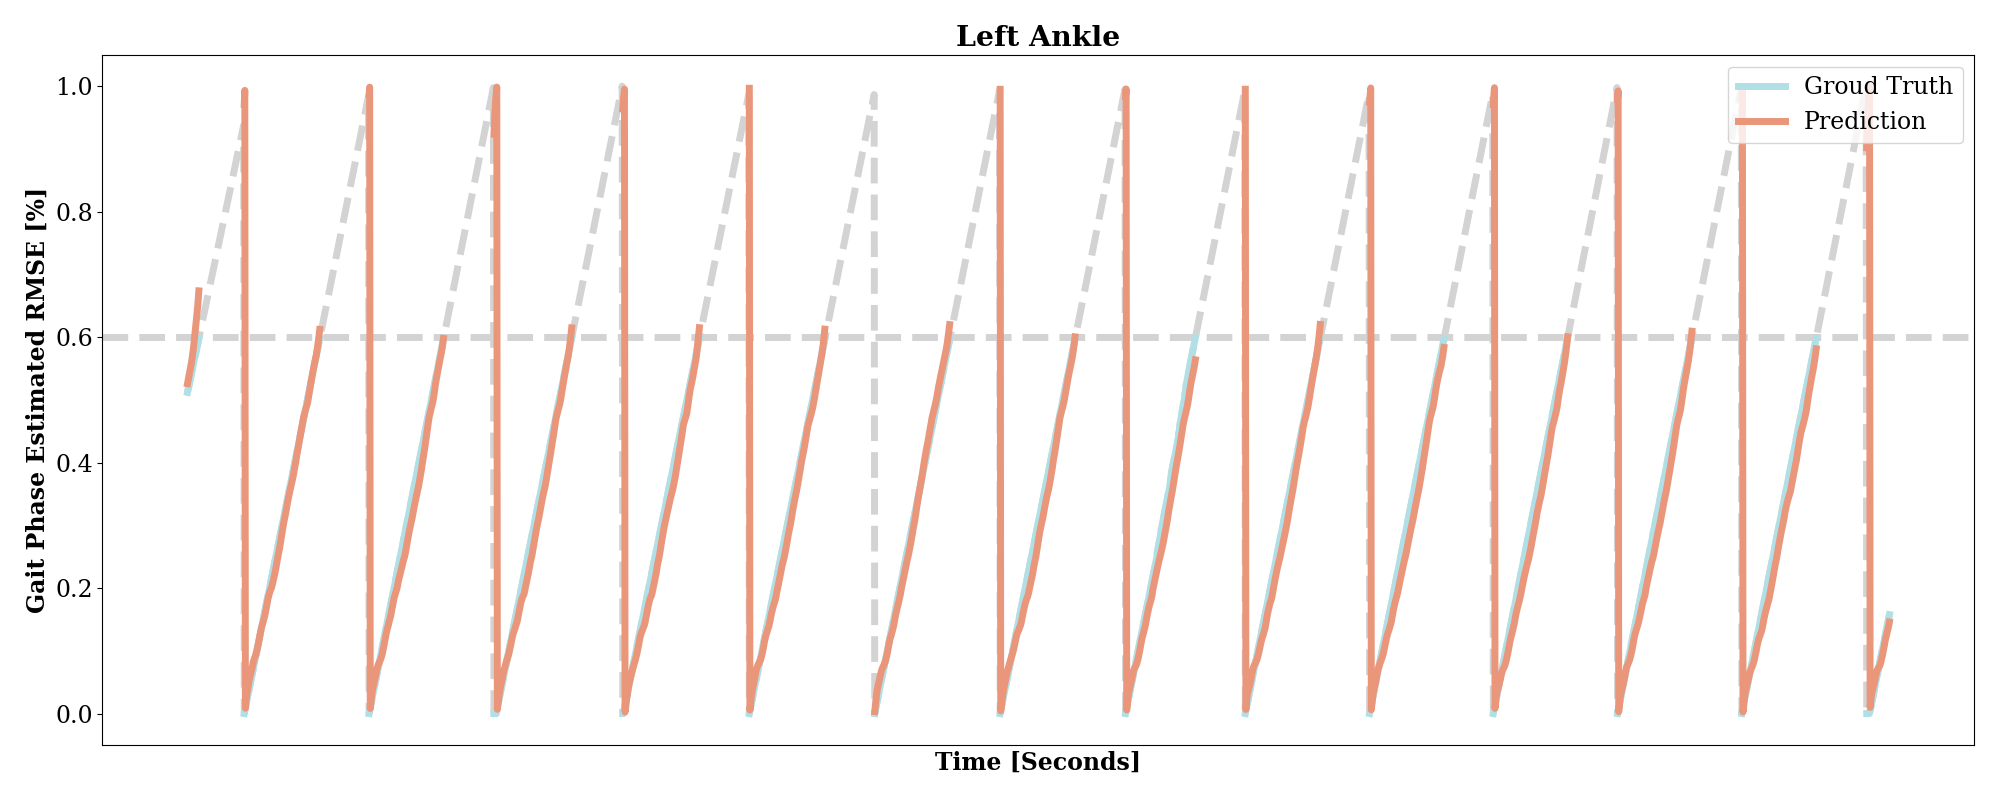 Left Ankle
Groud Truth
Prediction
Gait Phase Estimated RMSE [%]
1.0
0.8
0.6
0.4
0.2
0.0
Time [Seconds]